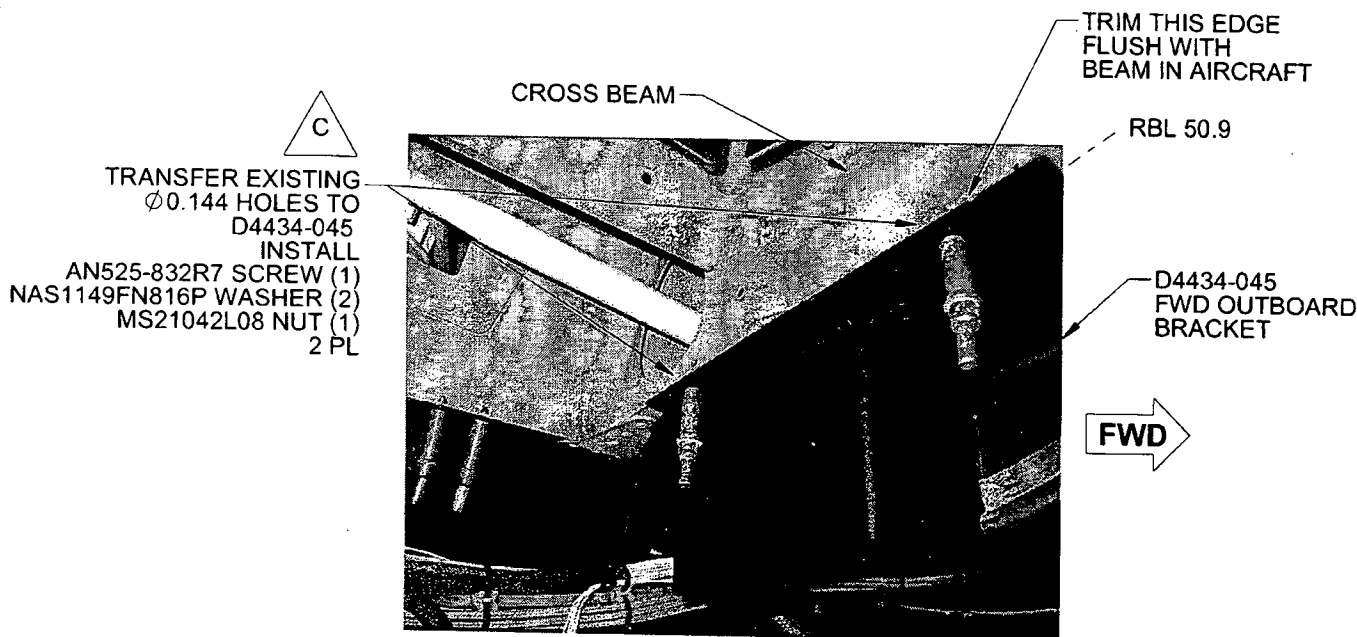 TRIM THIS EDGE
FLUSH WITH
BEAM IN AIRCRAFT
CROSS BEAM
RBL 50.9
C
TRANSFER EXISTING
Ø0.144 HOLES TO
D4434-045
INSTALL
AN525-832R7 SCREW (1)
NAS1149FN816P WASHER (2)
MS21042L08 NUT (1)
2 PL
D4434-045
FWD OUTBOARD
BRACKET
FWD